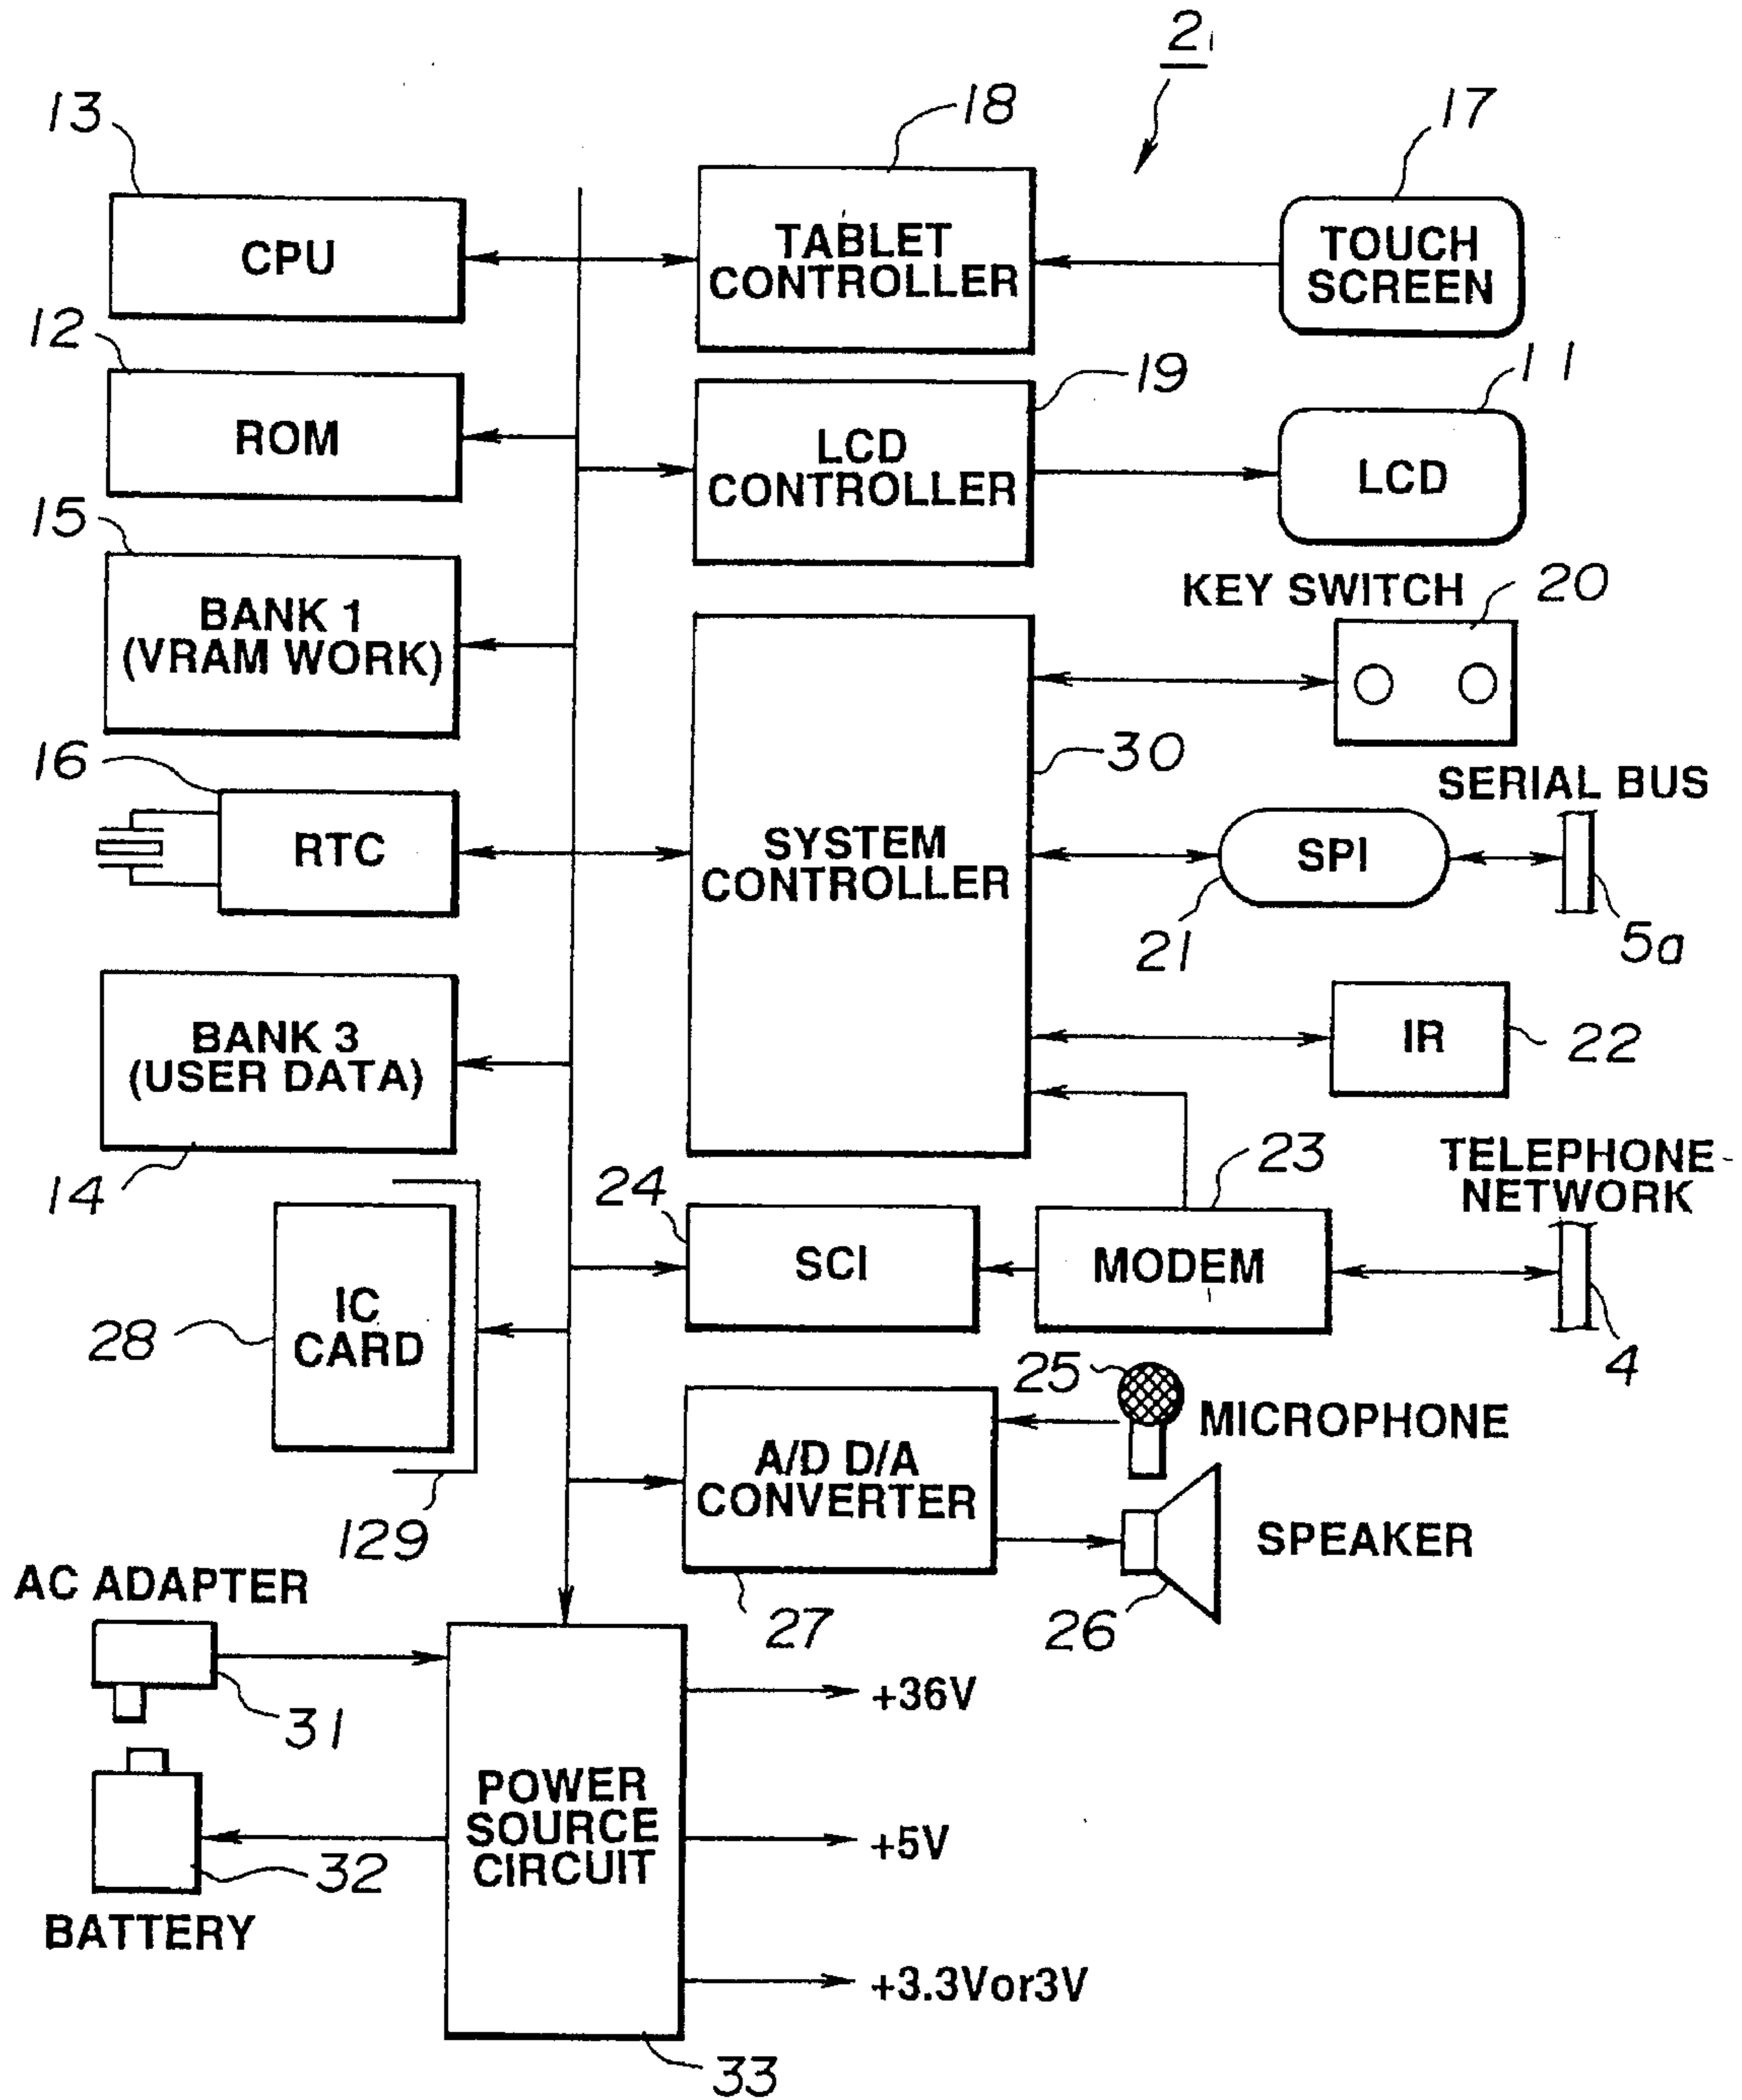 2
13
18
17
CPU
TABLET
CONTROLLER
TOUCH
SCREEN
12
19
11
ROM
LCD
CONTROLLER
LCD
15
KEY SWITCH
20
BANK 1
(VRAM WORK)
16
30
SERIAL BUS
RTC
SYSTEM
CONTROLLER
SPI
21
5a
BANK 3
(USER DATA)
IR
22
14
24
23
TELEPHONE
NETWORK
SCI
MODEM
IC
CARD
28
4
25
MICROPHONE
A/D D/A
CONVERTER
129
SPEAKER
AC ADAPTER
27
26
31
+36V
POWER
SOURCE
CIRCUIT
+5V
32
BATTERY
+3.3Vor3V
33